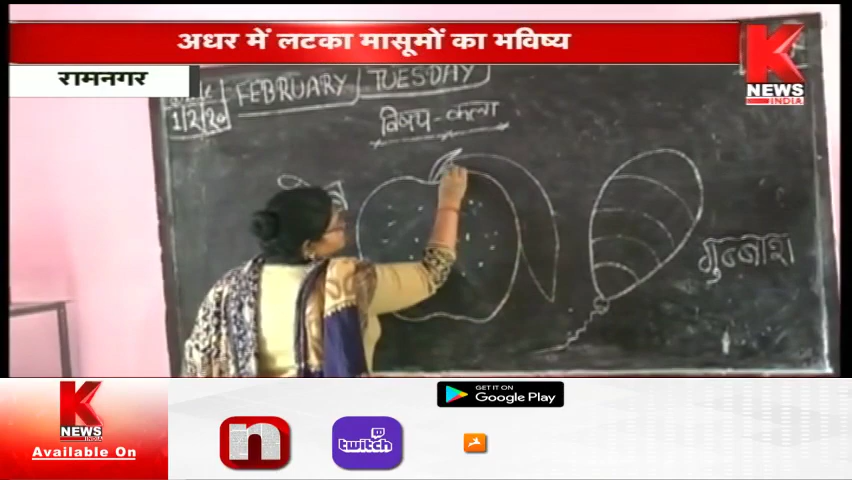 अधर में लटका मासूमों का भविष्य
रामनगर
K
NEWS
INDIA
FEBRUARY
TUESDAY
विषय - कला
गुब्बारा
GET IT ON
Google Play
K
NEWS
INDIA
Available On
n
twitch